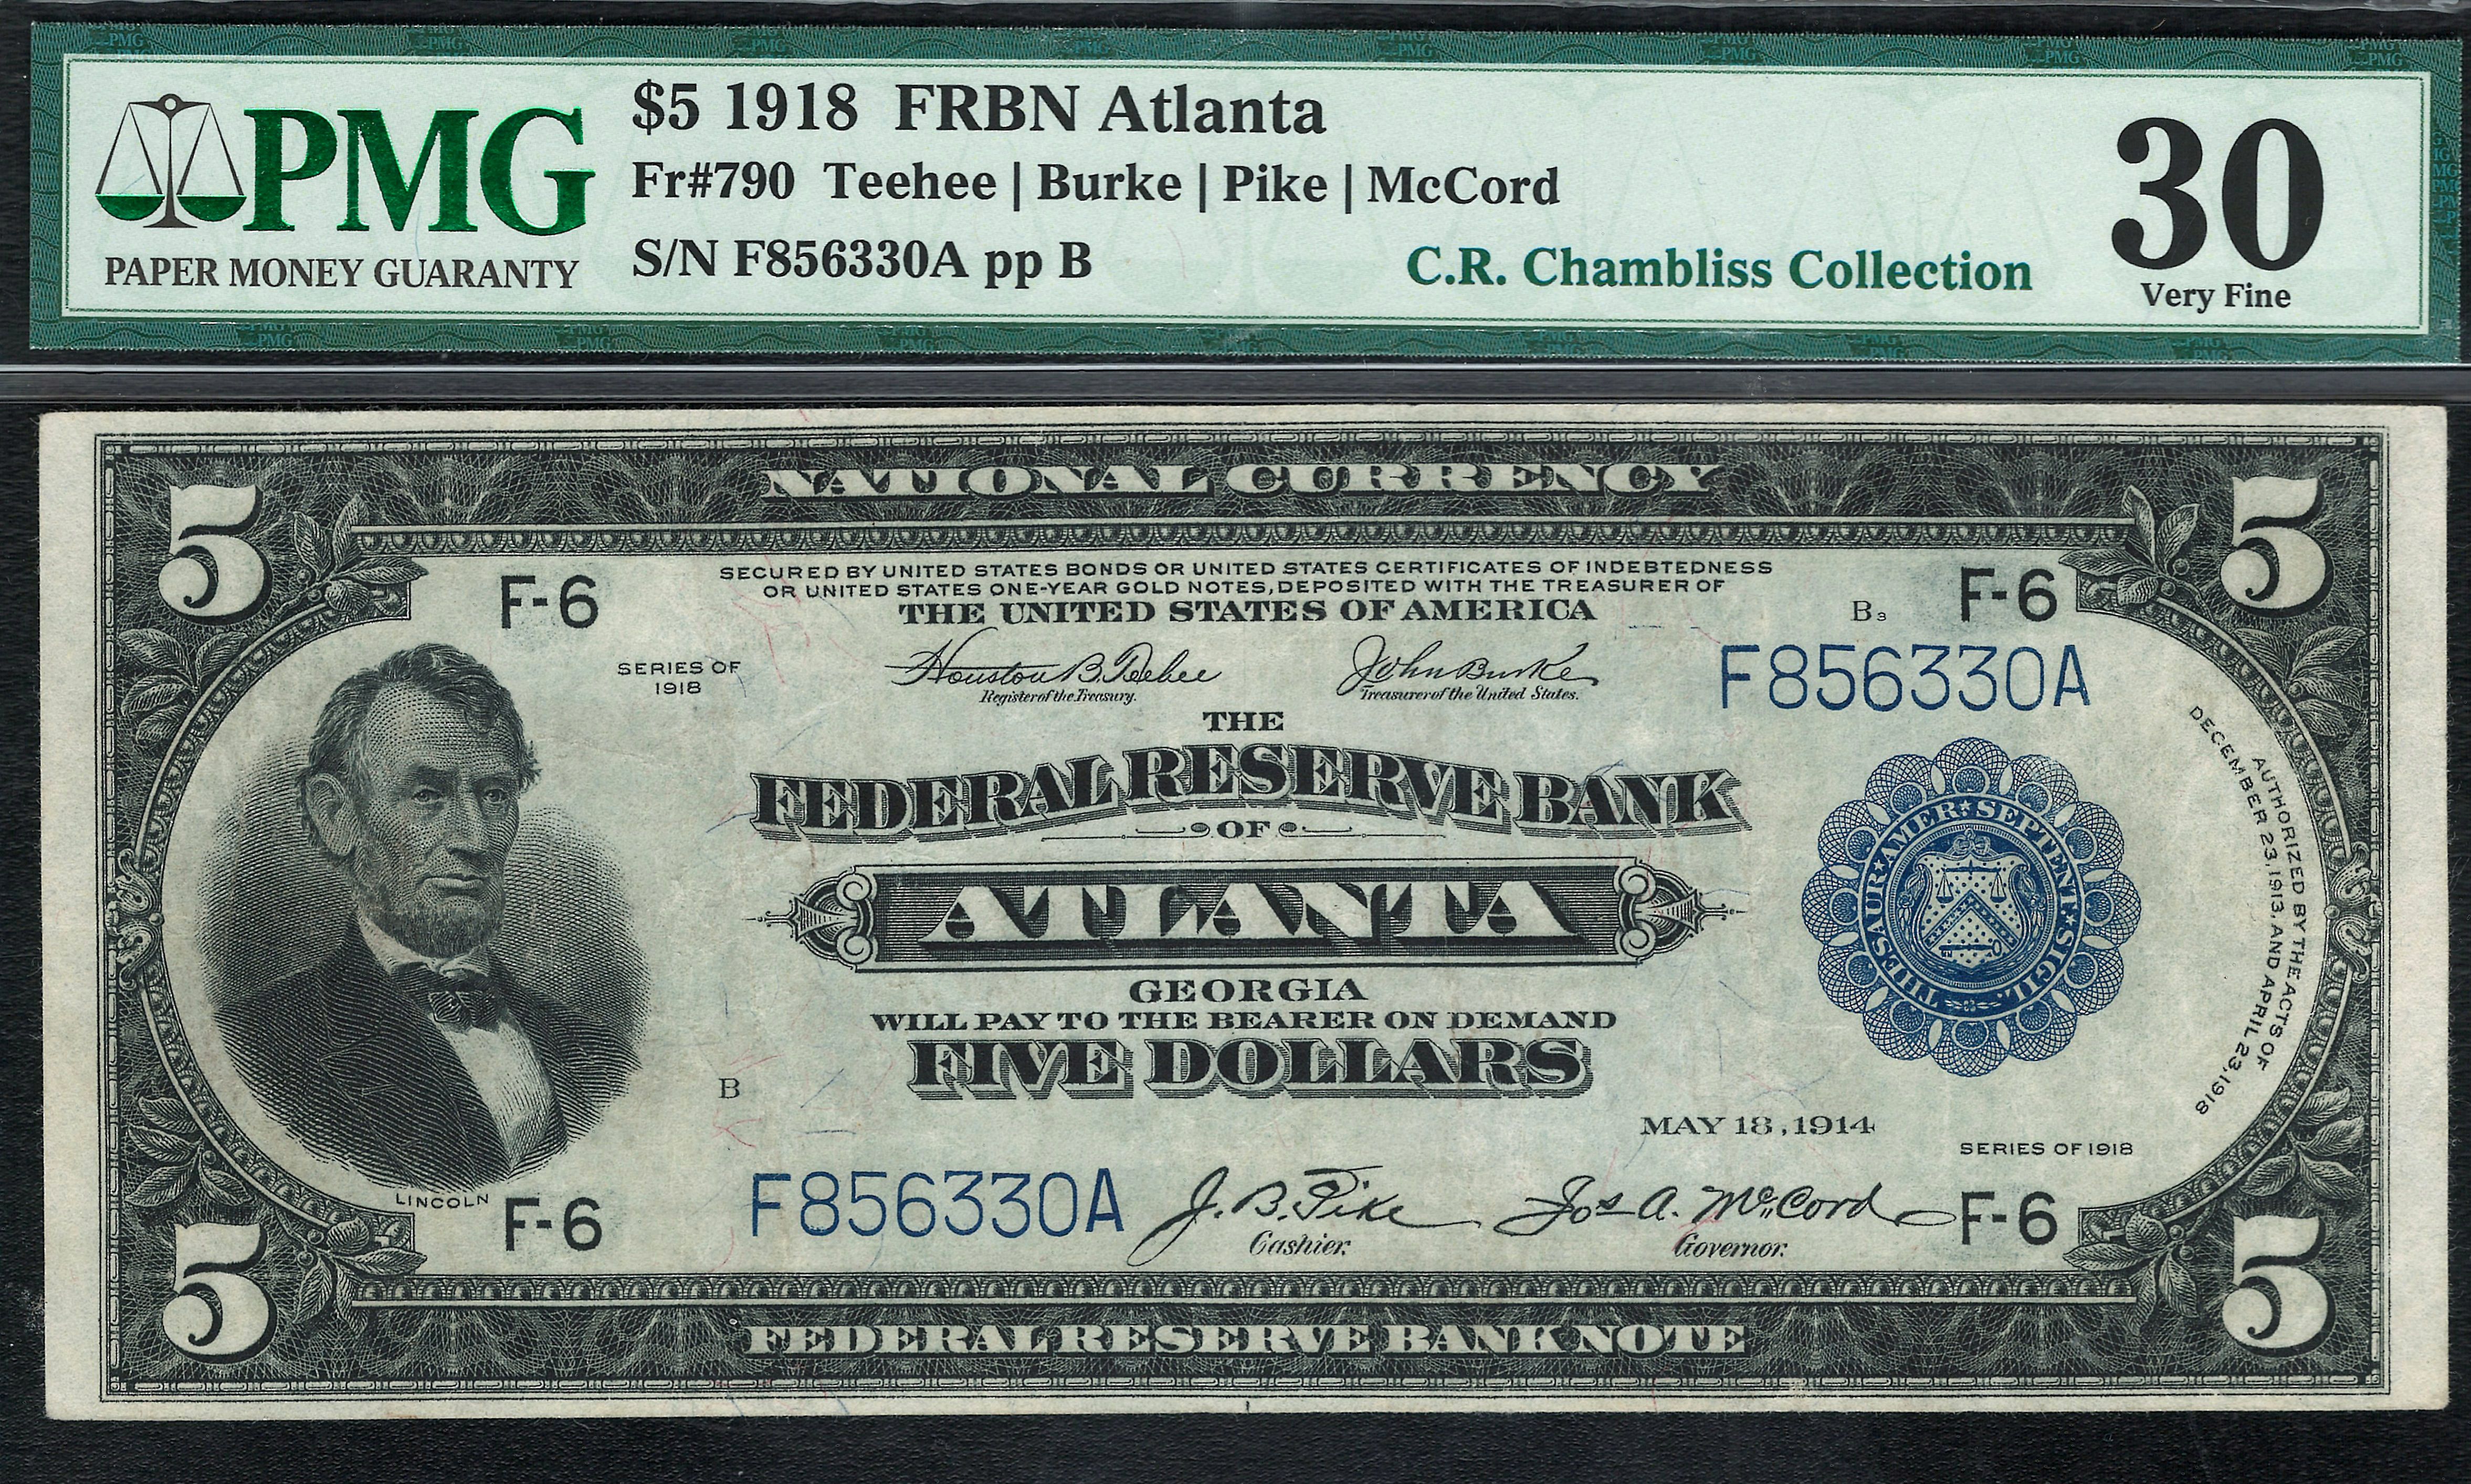 PMG
PAPER MONEY GUARANTY
$5 1918 FRBN Atlanta
Fr#790 Teehee | Burke | Pike | McCord
S/N F856330A pp B
C.R. Chambliss Collection
30
Very Fine
NATIONAL CURRENCY
5
5
SECURED BY UNITED STATES BONDS OR UNITED STATES CERTIFICATES OF INDEBTEDNESS
OR UNITED STATES ONE-YEAR GOLD NOTES, DEPOSITED WITH THE TREASURER OF
THE UNITED STATES OF AMERICA
F-6
B3
F-6
SERIES OF
1918
Houston B. Teehee
Register of the Treasury.
John Burke
Treasurer of the United States.
F856330A
THE
FEDERAL RESERVE BANK
OF
ATLANTA
GEORGIA
WILL PAY TO THE BEARER ON DEMAND
FIVE DOLLARS
THESAUR★AMER★SEPTENT★SIGIL
AUTHORIZED BY THE ACTS OF
DECEMBER 23, 1913, AND APRIL 23, 1918
B
MAY 18, 1914
SERIES OF 1918
LINCOLN
F-6
F856330A
J. B. Pike
Cashier.
Jos A. McCord
Governor.
F-6
5
5
FEDERAL RESERVE BANK NOTE